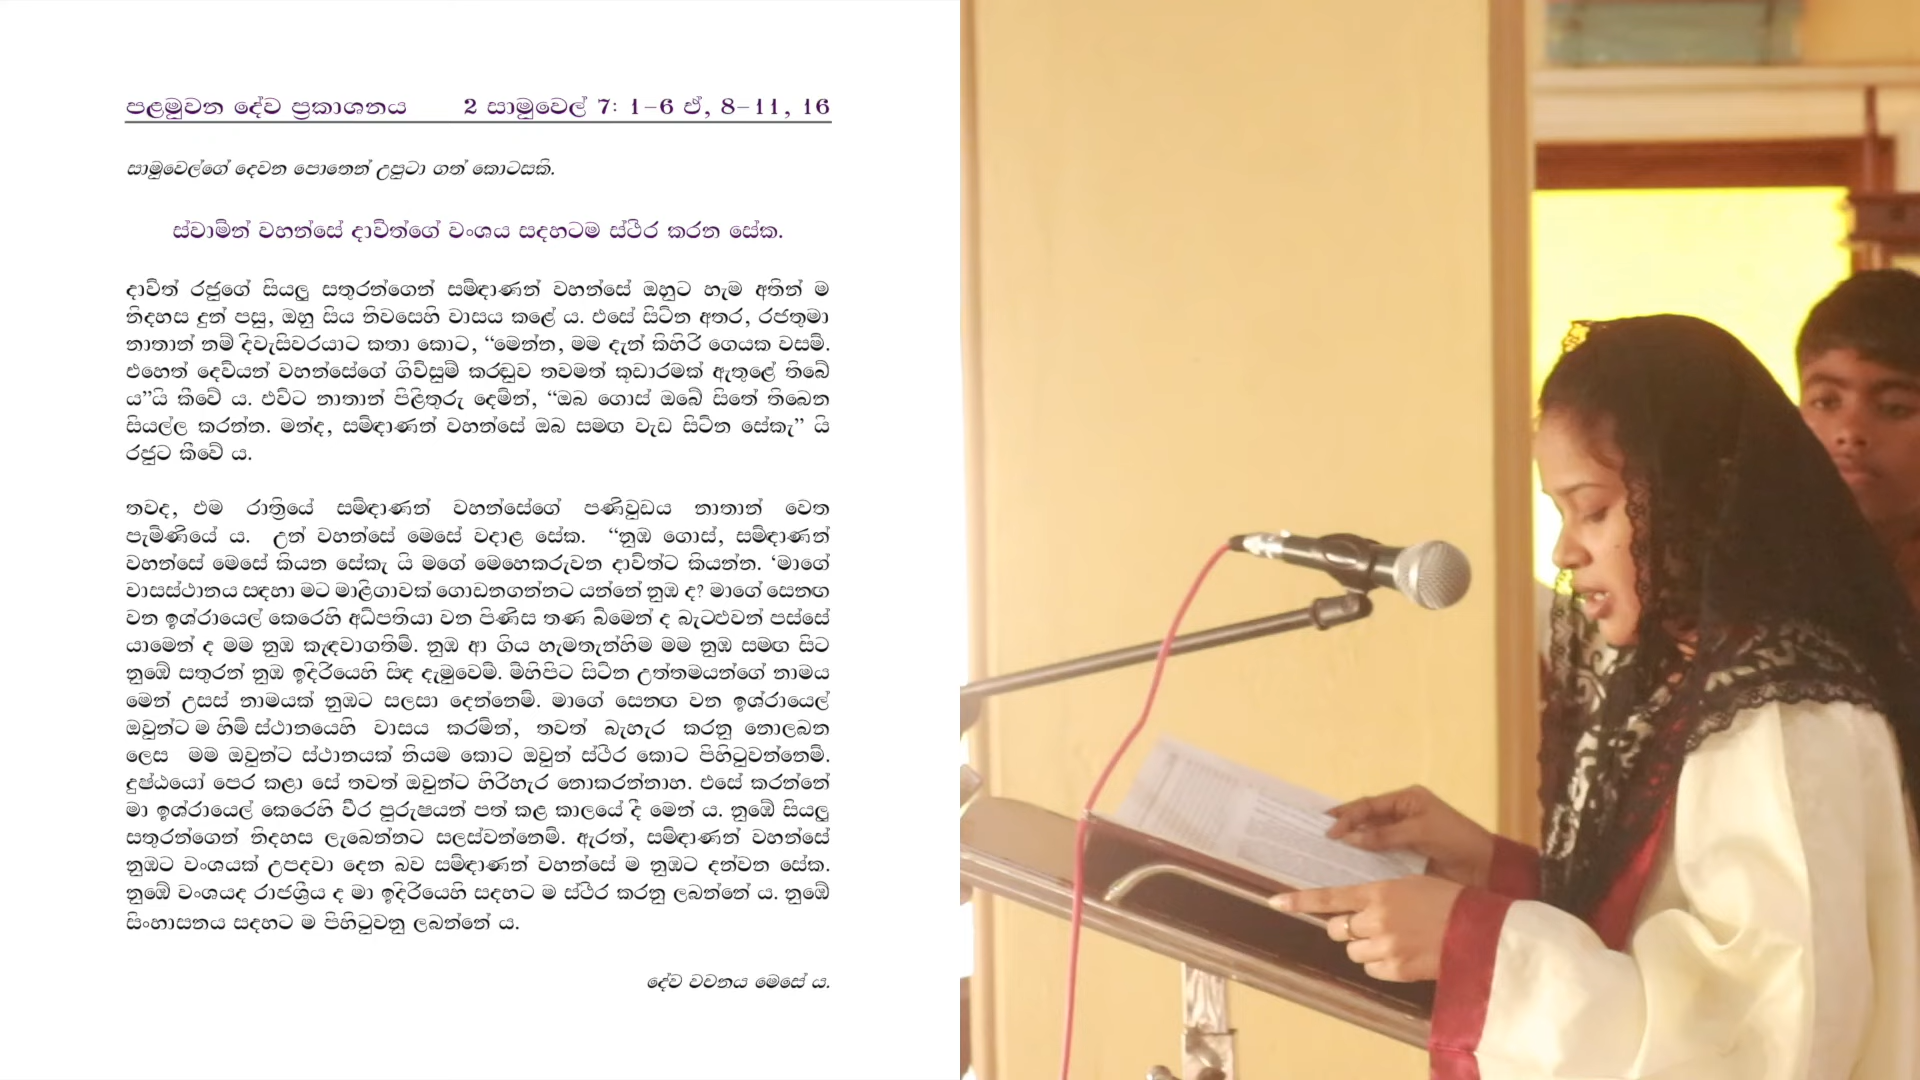 පළමුවන දේව ප්‍රකාශනය 2 සාමුවෙල් 7: 1-6 ඒ, 8-11, 16
සාමුවෙල්ගේ දෙවන පොතෙන් උපුටා ගත් කොටසකි.
ස්වාමින් වහන්සේ දාවිත්ගේ වංශය සදහටම ස්ථිර කරන සේක.
දාවිත් රජුගේ සියලු සතුරන්ගෙන් සමිඳාණන් වහන්සේ ඔහුට හැම අතින් ම
නිදහස දුන් පසු, ඔහු සිය නිවසෙහි වාසය කළේ ය. එසේ සිටින අතර, රජතුමා
නාතාන් නම් දිවැසිවරයාට කතා කොට, “මෙන්න, මම දැන් කිහිරි ගෙයක වසමි.
එහෙත් දෙවියන් වහන්සේගේ ගිවිසුම් කරඬුව තවමත් කූඩාරමක් ඇතුළේ තිබේ
ය”යි කීවේ ය. එවිට නාතාන් පිළිතුරු දෙමින්, “ඔබ ගොස් ඔබේ සිතේ තිබෙන
සියල්ල කරන්න. මන්ද, සමිඳාණන් වහන්සේ ඔබ සමඟ වැඩ සිටින සේකැ” යි
රජුට කීවේ ය.
තවද, එම රාත්‍රියේ සමිඳාණන් වහන්සේගේ පණිවුඩය නාතාන් වෙත
පැමිණියේ ය. උන් වහන්සේ මෙසේ වදාළ සේක. “නුඹ ගොස්, සමිඳාණන්
වහන්සේ මෙසේ කියන සේකැ යි මගේ මෙහෙකරුවන දාවිත්ට කියන්න. ‘මාගේ
වාසස්ථානය සඳහා මට මාළිගාවක් ගොඩනගන්නට යන්නේ නුඹ ද? මාගේ සෙනඟ
වන ඉශ්රායෙල් කෙරෙහි අධිපතියා වන පිණිස තණ බිමෙන් ද බැටළුවන් පස්සේ
යාමෙන් ද මම නුඹ කැඳවාගතිමි. නුඹ ආ ගිය හැමතැන්හිම මම නුඹ සමඟ සිට
නුඹේ සතුරන් නුඹ ඉදිරියෙහි සිඳ දැමුවෙමි. මිහිපිට සිටින උත්තමයන්ගේ නාමය
මෙන් උසස් නාමයක් නුඹට සලසා දෙන්නෙමි. මාගේ සෙනඟ වන ඉශ්රායෙල්
ඔවුන්ට ම හිමි ස්ථානයෙහි වාසය කරමින්, තවත් බැහැර කරනු නොලබන
ලෙස මම ඔවුන්ට ස්ථානයක් නියම කොට ඔවුන් ස්ථිර කොට පිහිටුවන්නෙමි.
දුෂ්ඨයෝ පෙර කළා සේ තවත් ඔවුන්ට හිරිහැර නොකරන්නාහ. එසේ කරන්නේ
මා ඉශ්රායෙල් කෙරෙහි වීර පුරුෂයන් පත් කළ කාලයේ දී මෙන් ය. නුඹේ සියලු
සතුරන්ගෙන් නිදහස ලැබෙන්නට සලස්වන්නෙමි. ඇරත්, සමිඳාණන් වහන්සේ
නුඹට වංශයක් උපදවා දෙන බව සමිඳාණන් වහන්සේ ම නුඹට දන්වන සේක.
නුඹේ වංශයද රාජශ්‍රීය ද මා ඉදිරියෙහි සදහට ම ස්ථිර කරනු ලබන්නේ ය. නුඹේ
සිංහාසනය සදහට ම පිහිටුවනු ලබන්නේ ය.
දේව වචනය මෙසේ ය.